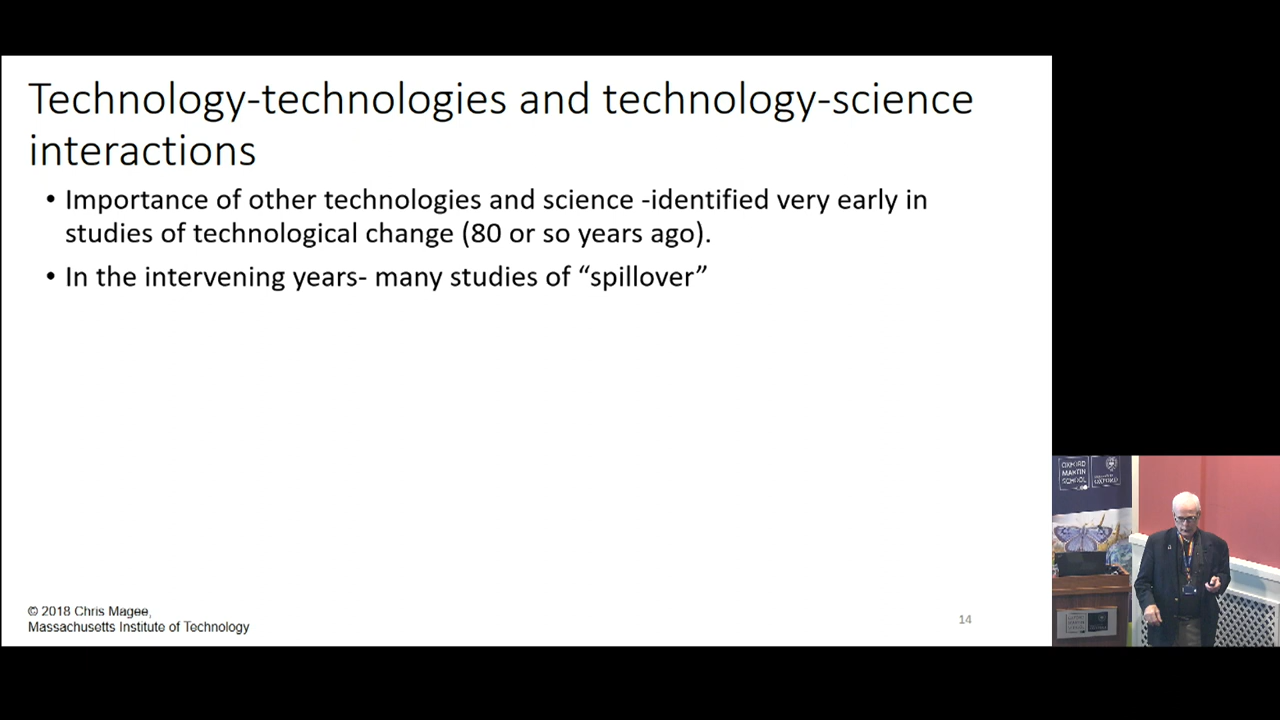 Technology-technologies and technology-science
interactions
• Importance of other technologies and science -identified very early in
studies of technological change (80 or so years ago).
• In the intervening years- many studies of “spillover”
© 2018 Chris Magee,
Massachusetts Institute of Technology
14
OXFORD
MARTIN
SCHOOL
OXFORD